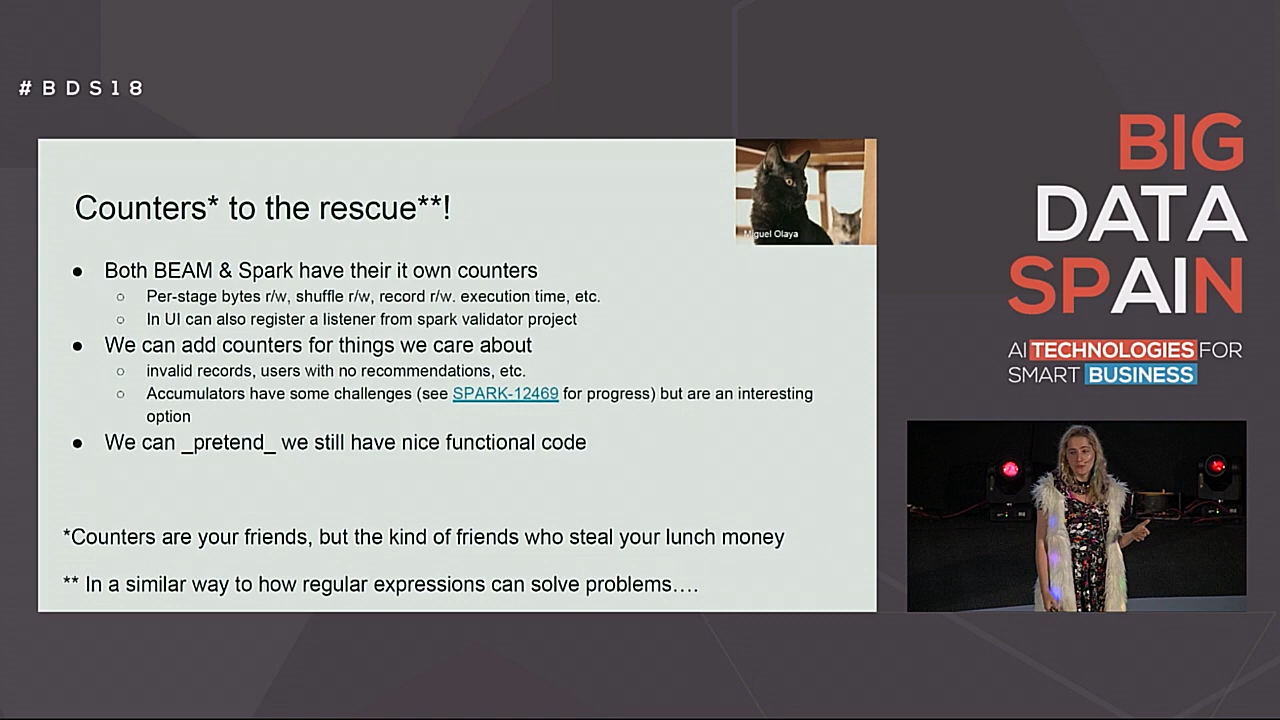 #BDS18
Miguel Olaya
Counters* to the rescue**!
● Both BEAM & Spark have their it own counters
○ Per-stage bytes r/w, shuffle r/w, record r/w. execution time, etc.
○ In UI can also register a listener from spark validator project
● We can add counters for things we care about
○ invalid records, users with no recommendations, etc.
○ Accumulators have some challenges (see SPARK-12469 for progress) but are an interesting
option
● We can _pretend_ we still have nice functional code
*Counters are your friends, but the kind of friends who steal your lunch money
** In a similar way to how regular expressions can solve problems….
BIG
DATA
SPAIN
AI TECHNOLOGIES FOR
SMART BUSINESS